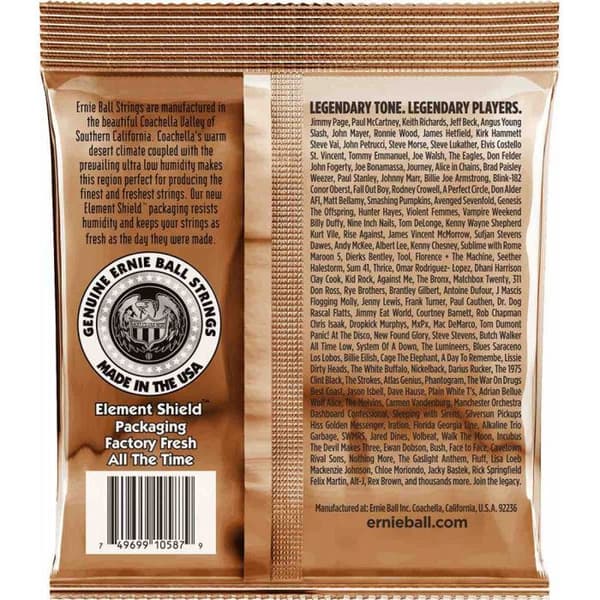 Ernie Ball Strings are manufactured in
the beautiful Coachella Valley of
Southern California. Coachella's warm
desert climate coupled with the
prevailing ultra low humidity makes
this region perfect for producing the
finest and freshest strings. Our new
Element Shield™ packaging resists
humidity and keeps your strings as
fresh as the day they were made.
GENUINE ERNIE BALL STRINGS
MADE IN THE USA
Element Shield™
Packaging
Factory Fresh
All The Time
7 49699 10587 9
LEGENDARY TONE. LEGENDARY PLAYERS.
Jimmy Page, Paul McCartney, Keith Richards, Jeff Beck, Angus Young
Slash, John Mayer, Ronnie Wood, James Hetfield, Kirk Hammett
Steve Vai, John Petrucci, Steve Morse, Steve Lukather, Elvis Costello
St. Vincent, Tommy Emmanuel, Joe Walsh, The Eagles, Don Felder
John Fogerty, Joe Bonamassa, Journey, Alice in Chains, Brad Paisley
Weezer, Paul Stanley, Johnny Marr, Billie Joe Armstrong, Blink-182
Conor Oberst, Fall Out Boy, Rodney Crowell, A Perfect Circle, Don Alder
AFI, Matt Bellamy, Smashing Pumpkins, Avenged Sevenfold, Genesis
The Offspring, Hunter Hayes, Violent Femmes, Vampire Weekend
Billy Duffy, Nine Inch Nails, Tom DeLonge, Kenny Wayne Shepherd
Kurt Vile, Rise Against, James Vincent McMorrow, Sufjan Stevens
Dawes, Andy McKee, Albert Lee, Kenny Chesney, Sublime with Rome
Maroon 5, Dierks Bentley, Tool, Florence + The Machine, Seether
Halestorm, Sum 41, Thrice, Omar Rodriguez-Lopez, Dhani Harrison
Clay Cook, Kid Rock, Against Me, The Bronx, Matchbox Twenty, 311
Don Ross, Rye Brothers, Brantley Gilbert, Antoine Dufour, J Mascis
Flogging Molly, Jenny Lewis, Frank Turner, Paul Cauthen, Dr. Dog
Rascal Flatts, Jimmy Eat World, Courtney Barnett, Rob Chapman
Chris Isaak, Dropkick Murphys, MxPx, Mac DeMarco, Tom Dumont
Panic! At The Disco, New Found Glory, Steve Stevens, Butch Walker
All Time Low, System Of A Down, The Lumineers, Blues Saraceno
Los Lobos, Billie Eilish, Cage The Elephant, A Day To Remembe, Lissie
Dirty Heads, The White Buffalo, Nickelback, Darius Rucker, The 1975
Clint Black, The Strokes, Atlas Genius, Phantogram, The War On Drugs
Best Coast, Jason Isbell, Dave Hause, Plain White T's, Adrian Bellue
Wolf Alice, The Melvins, Carmen Vandenburg, Manchester Orchestra
Dashboard Confessional, Sleeping with Sirens, Silversun Pickups
Hiss Golden Messenger, Iration, Florida Georgia Line, Alkaline Trio
Garbage, SWMRS, Jared Dines, Volbeat, Walk The Moon, Incubus
The Devil Makes Three, Ewan Dobson, Bush, Face to Face, Cavetown
Rival Sons, Nothing More, The Gaslight Anthem, Fluff, Lisa Loeb
Mackenzie Johnson, Chloe Moriondo, Jacky Bastek, Rick Springfield
Felix Martin, Alt-J, Rex Brown, and thousands more. Join the legacy.
Manufactured at: Ernie Ball Inc. Coachella, California, U.S.A. 92236
ernieball.com